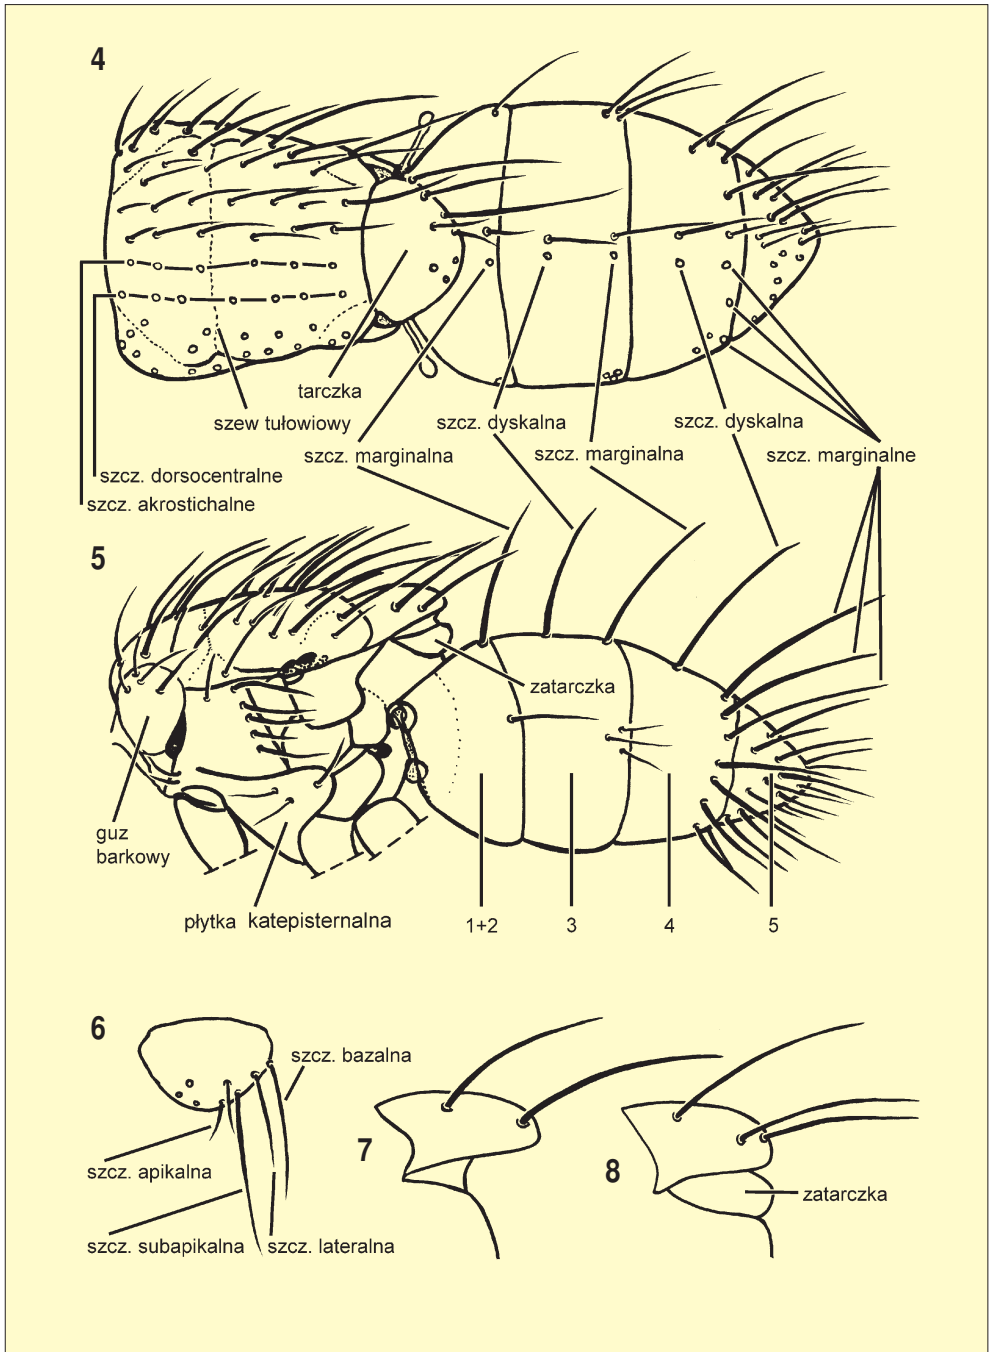 4
tarczka
szew tułowiowy
szcz. dyskalna
szcz. dyskalna
szcz. marginalna
szcz. marginalna
szcz. marginalne
szcz. dorsocentralne
szcz. akrostichalne
5
zatarczka
guz
barkowy
płytka katepisternalna
1+2
3
4
5
6
szcz. bazalna
szcz. apikalna
szcz. subapikalna
szcz. lateralna
7
8
zatarczka